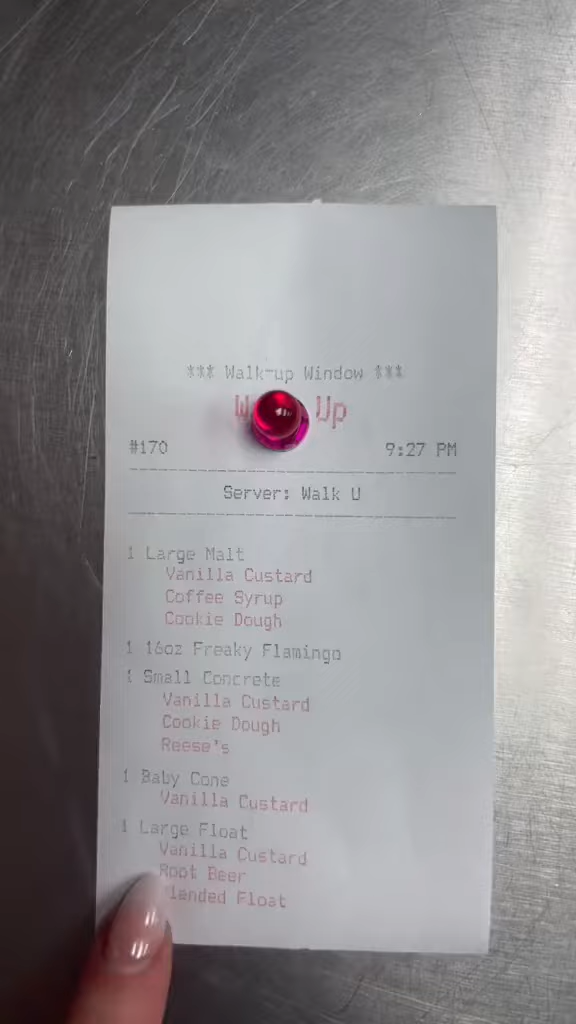 *** Walk-up Window ***
Up
#170 9:27 PM
Server: Walk U
1 Large Malt
Vanilla Custard
Coffee Syrup
Cookie Dough
1 16oz Freaky Flamingo
1 Small Concrete
Vanilla Custard
Cookie Dough
Reese's
1 Baby Cone
Vanilla Custard
1 Large Float
Vanilla Custard
Root Beer
Blended Float